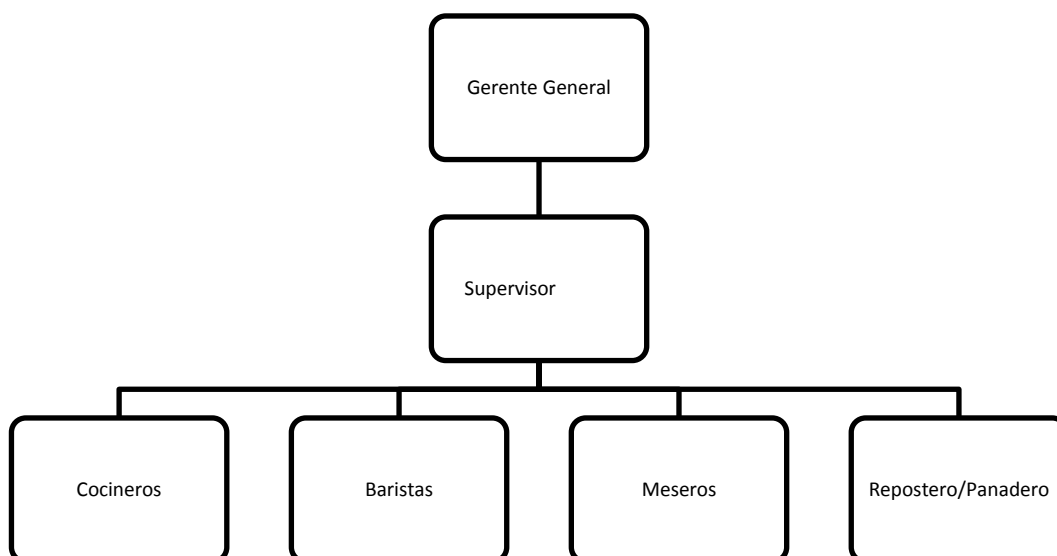 Gerente General
Supervisor
Cocineros
Baristas
Meseros
Repostero/Panadero